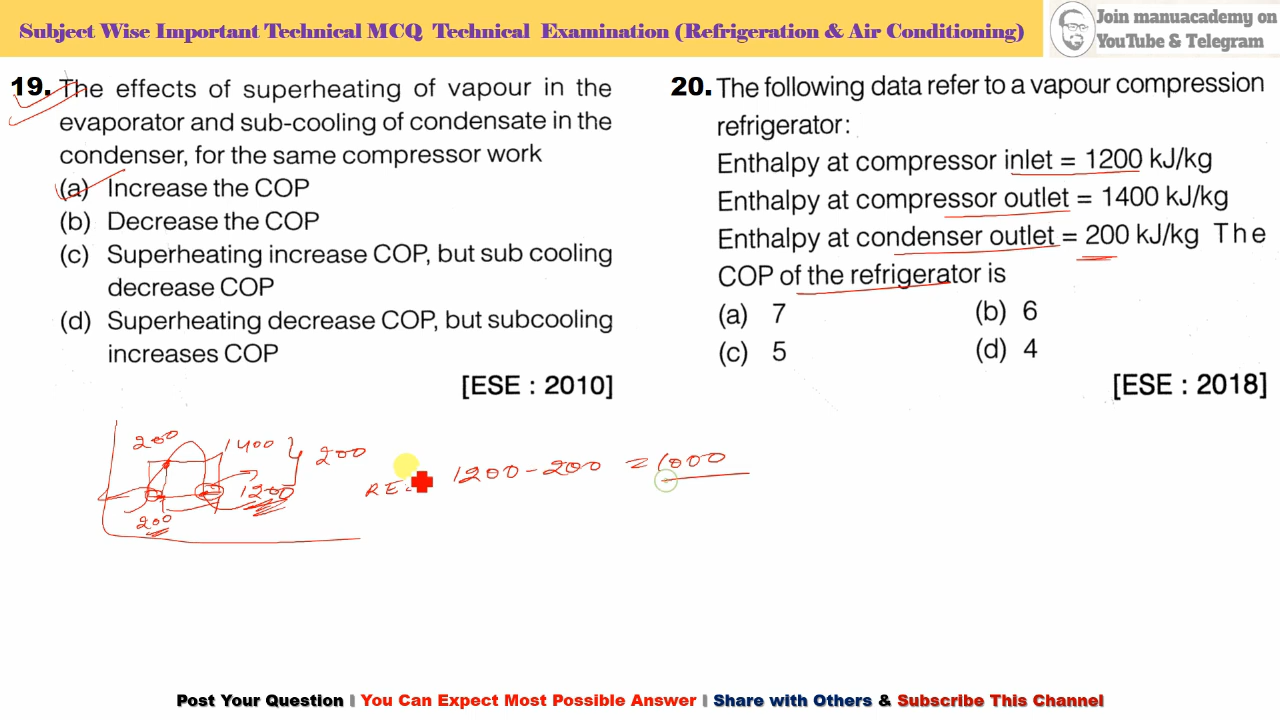 Subject Wise Important Technical MCQ Technical Examination (Refrigeration & Air Conditioning)
Join manuacademy on
YouTube & Telegram
19. The effects of superheating of vapour in the
evaporator and sub-cooling of condensate in the
condenser, for the same compressor work
(a) Increase the COP
(b) Decrease the COP
(c) Superheating increase COP, but sub cooling
decrease COP
(d) Superheating decrease COP, but subcooling
increases COP
[ESE : 2010]
20. The following data refer to a vapour compression
refrigerator:
Enthalpy at compressor inlet = 1200 kJ/kg
Enthalpy at compressor outlet = 1400 kJ/kg
Enthalpy at condenser outlet = 200 kJ/kg The
COP of the refrigerator is
(a) 7 (b) 6
(c) 5 (d) 4
[ESE : 2018]
200 1400 200
1200
200
RE 1200 - 200 = 1000
Post Your Question | You Can Expect Most Possible Answer | Share with Others & Subscribe This Channel